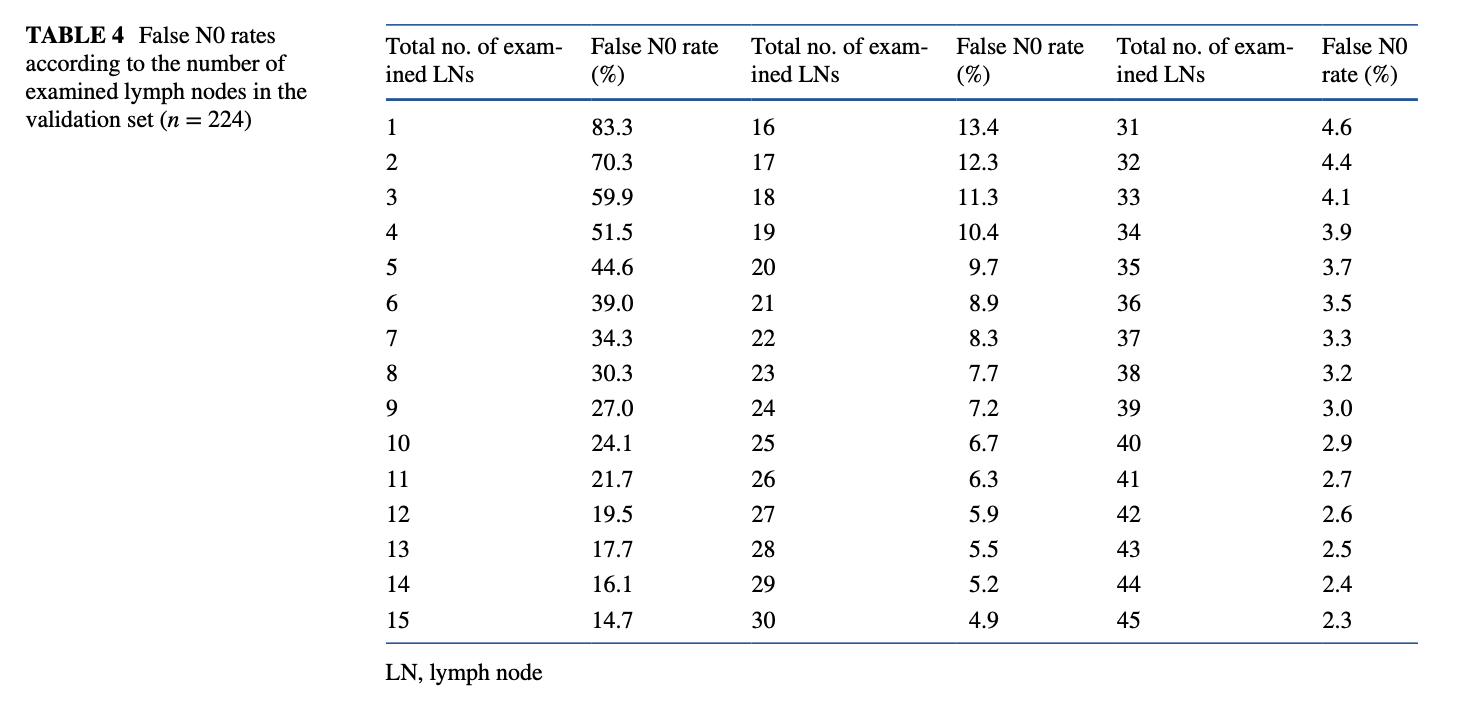 TABLE 4 False N0 rates
according to the number of
examined lymph nodes in the
validation set (n = 224)
Total no. of exam- False N0 rate Total no. of exam- False N0 rate Total no. of exam- False N0
ined LNs (%) ined LNs (%) ined LNs rate (%)
1 83.3 16 13.4 31 4.6
2 70.3 17 12.3 32 4.4
3 59.9 18 11.3 33 4.1
4 51.5 19 10.4 34 3.9
5 44.6 20 9.7 35 3.7
6 39.0 21 8.9 36 3.5
7 34.3 22 8.3 37 3.3
8 30.3 23 7.7 38 3.2
9 27.0 24 7.2 39 3.0
10 24.1 25 6.7 40 2.9
11 21.7 26 6.3 41 2.7
12 19.5 27 5.9 42 2.6
13 17.7 28 5.5 43 2.5
14 16.1 29 5.2 44 2.4
15 14.7 30 4.9 45 2.3
LN, lymph node